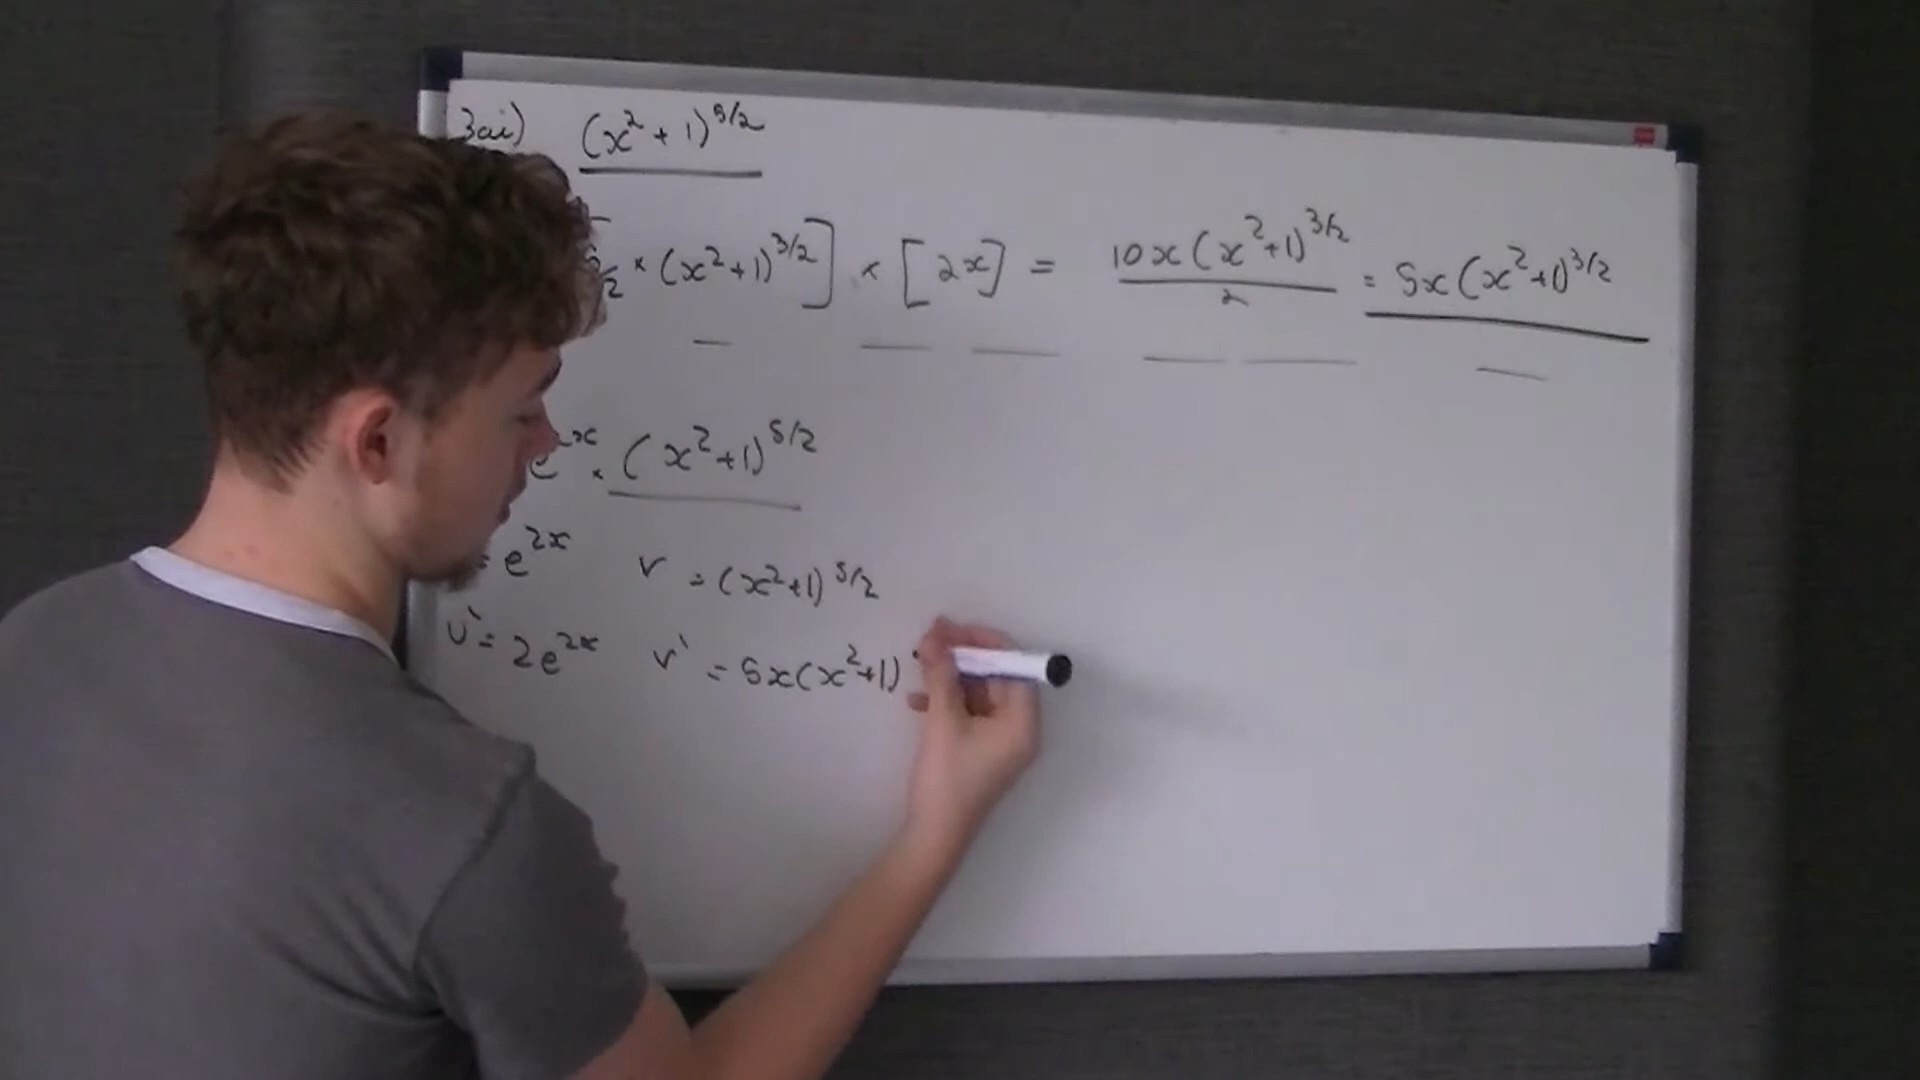 3ai) (x²+1)^5/2
/2 × (x²+1)^3/2] × [2x] = 10x(x²+1)^3/2 / 2 = 5x(x²+1)^3/2
e^2x × (x²+1)^5/2
= e^2x v = (x²+1)^5/2
u' = 2e^2x v' = 5x(x²+1)